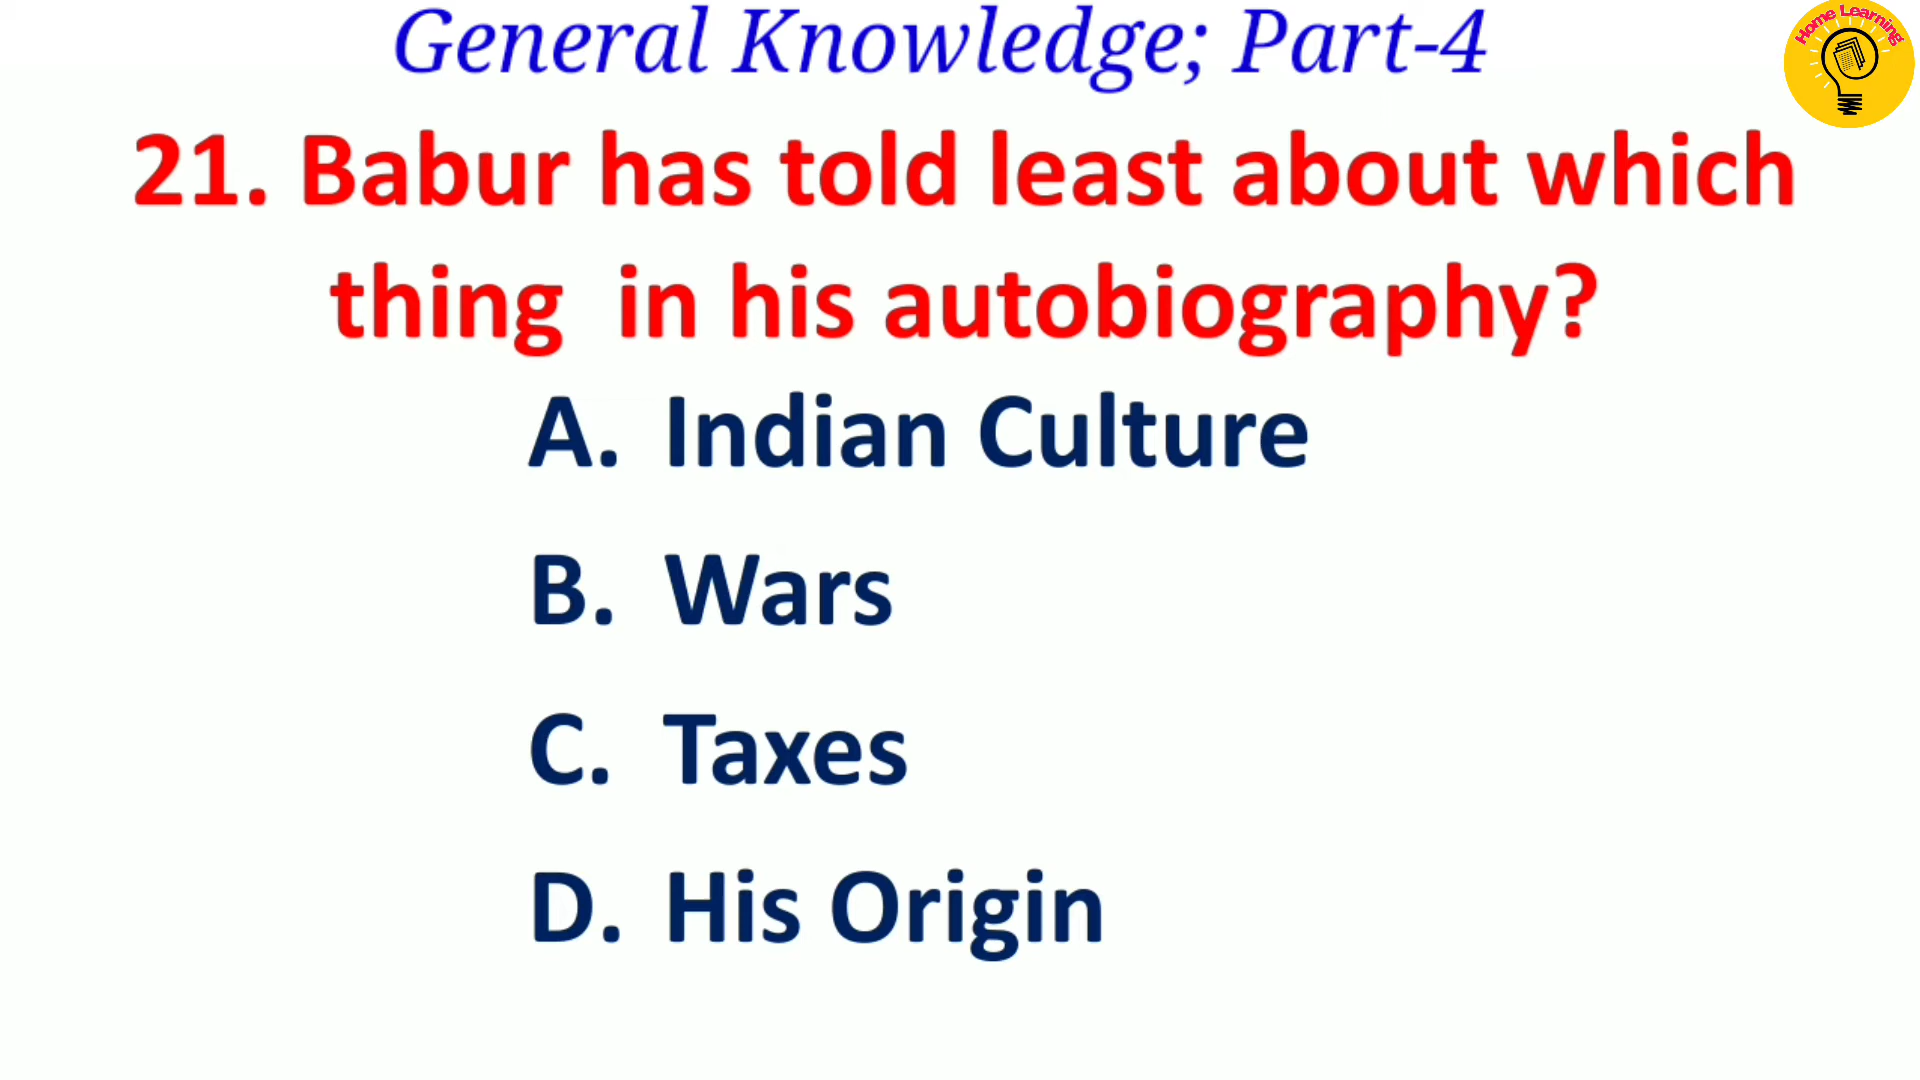 General Knowledge; Part-4
Home Learning
21. Babur has told least about which
thing in his autobiography?
A. Indian Culture
B. Wars
C. Taxes
D. His Origin